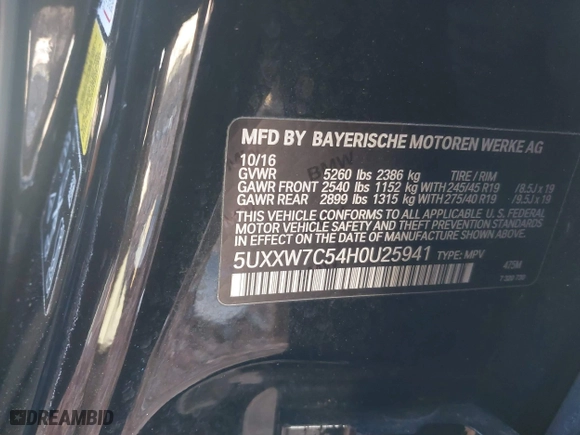 MFD BY BAYERISCHE MOTOREN WERKE AG
10/16
GVWR 5260 lbs 2386 kg TIRE / RIM
GAWR FRONT 2540 lbs 1152 kg WITH 245/45 R19 /8.5J x 19
GAWR REAR 2899 lbs 1315 kg WITH 275/40 R19 /9.5J x 19
THIS VEHICLE CONFORMS TO ALL APPLICABLE U.S. FEDERAL
MOTOR VEHICLE SAFETY STANDARDS IN EFFECT
ON THE DATE OF MANUFACTURE SHOWN ABOVE.
5UXXW7C54H0U25941 TYPE: MPV
475M
DREAMBID